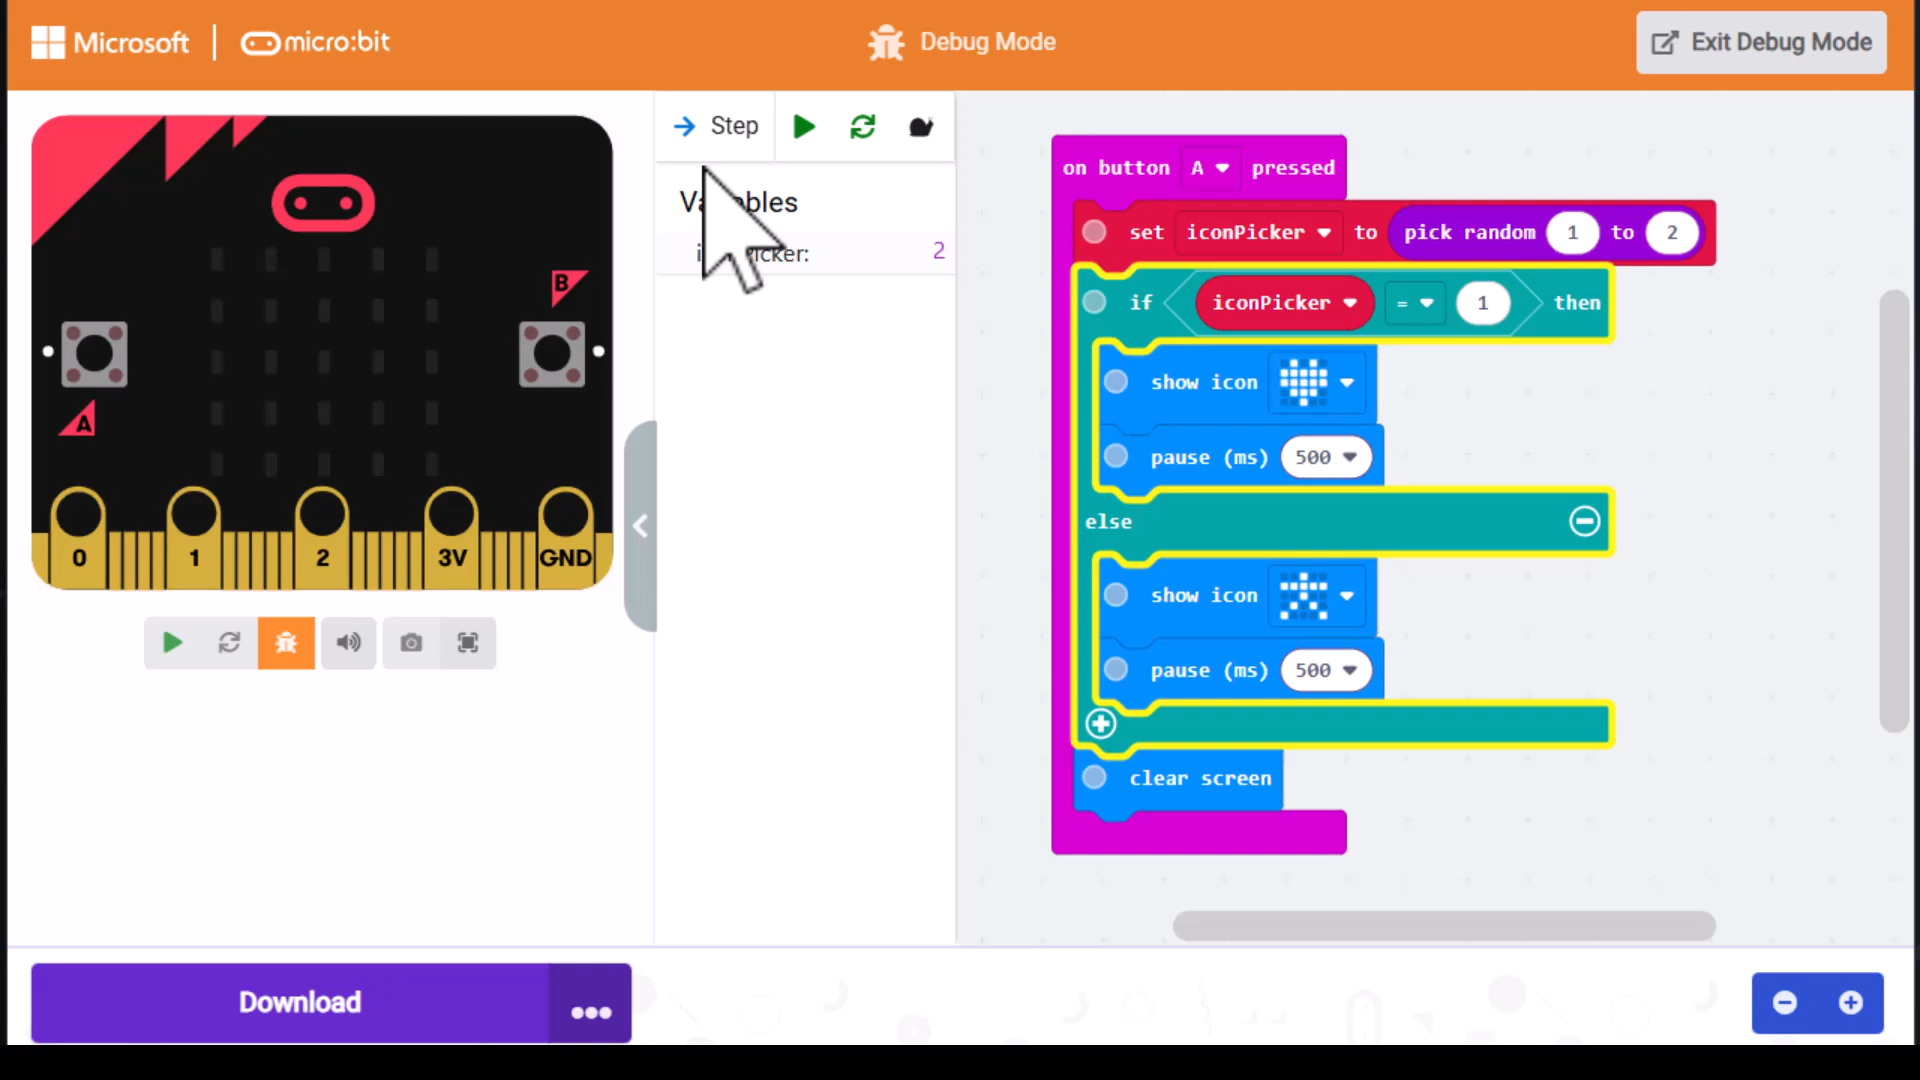 Microsoft | micro:bit
Debug Mode
Exit Debug Mode
Step
B
A
0 1 2 3V GND
iconPicker: 2
on button A pressed
set iconPicker to pick random 1 to 2
if iconPicker = 1 then
show icon
pause (ms) 500
else
show icon
pause (ms) 500
clear screen
Download